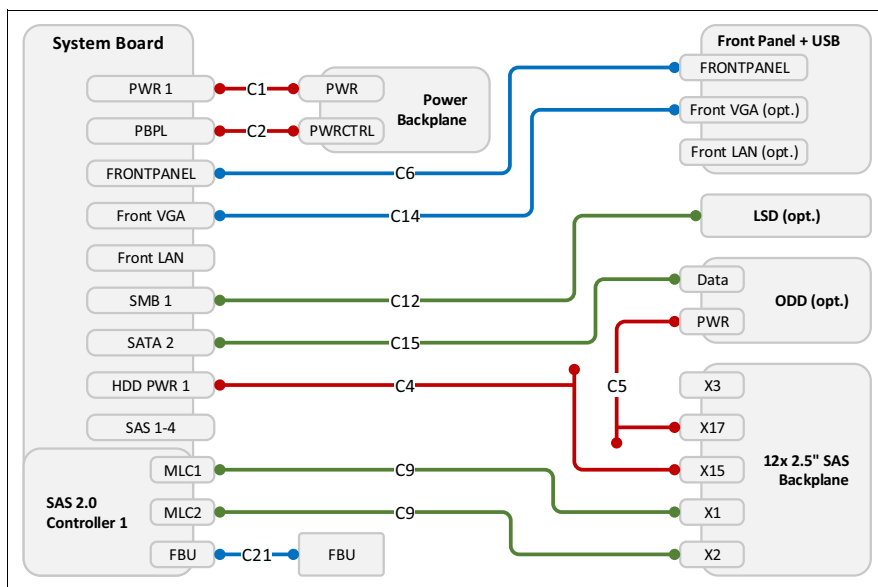 System Board
Front Panel + USB
FRONTPANEL
PWR 1
C1
PWR
Power
Backplane
Front VGA (opt.)
PBPL
C2
PWRCTRL
Front LAN (opt.)
FRONTPANEL
C6
Front VGA
C14
LSD (opt.)
Front LAN
Data
ODD (opt.)
SMB 1
C12
PWR
SATA 2
C15
HDD PWR 1
C4
C5
X3
SAS 1-4
X17
MLC1
C9
X15
12x 2.5" SAS
Backplane
SAS 2.0
Controller 1
MLC2
C9
X1
FBU
C21
FBU
X2